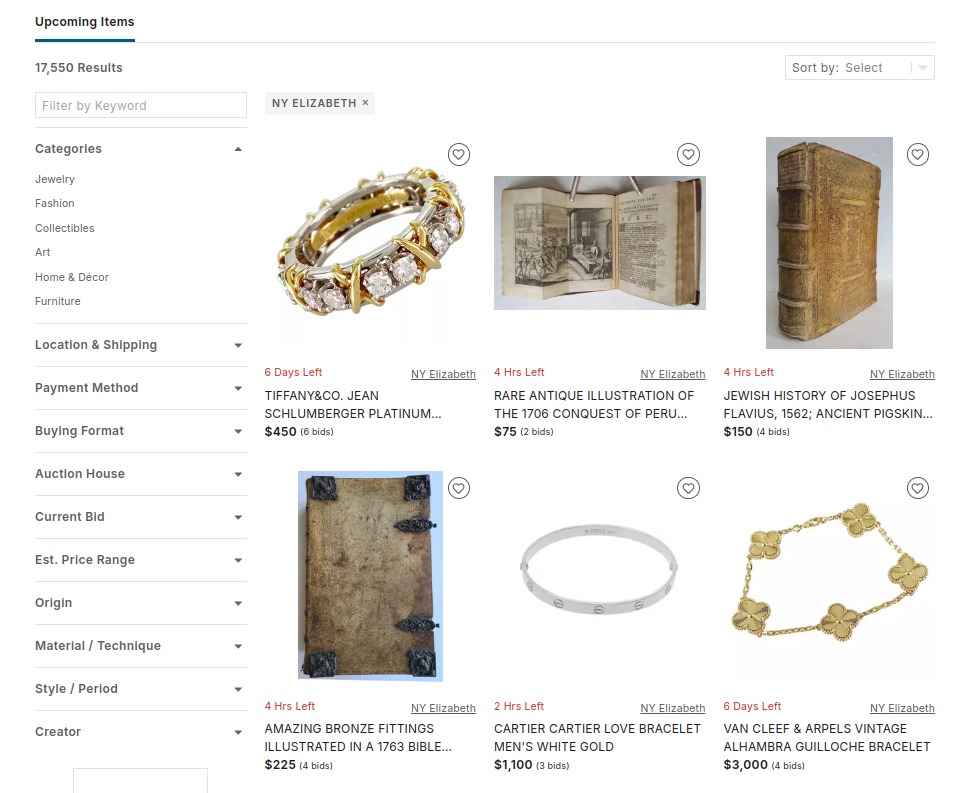 Upcoming Items
17,550 Results
Sort by: Select
Filter by Keyword
NY ELIZABETH ×
Categories
Jewelry
Fashion
Collectibles
Art
Home & Décor
Furniture
Location & Shipping
Payment Method
Buying Format
Auction House
Current Bid
Est. Price Range
Origin
Material / Technique
Style / Period
Creator
6 Days Left
NY Elizabeth
TIFFANY&CO. JEAN
SCHLUMBERGER PLATINUM...
$450 (6 bids)
4 Hrs Left
NY Elizabeth
RARE ANTIQUE ILLUSTRATION OF
THE 1706 CONQUEST OF PERU...
$75 (2 bids)
4 Hrs Left
NY Elizabeth
JEWISH HISTORY OF JOSEPHUS
FLAVIUS, 1562; ANCIENT PIGSKIN...
$150 (4 bids)
4 Hrs Left
NY Elizabeth
AMAZING BRONZE FITTINGS
ILLUSTRATED IN A 1763 BIBLE...
$225 (4 bids)
2 Hrs Left
NY Elizabeth
CARTIER CARTIER LOVE BRACELET
MEN'S WHITE GOLD
$1,100 (3 bids)
6 Days Left
NY Elizabeth
VAN CLEEF & ARPELS VINTAGE
ALHAMBRA GUILLOCHE BRACELET
$3,000 (4 bids)